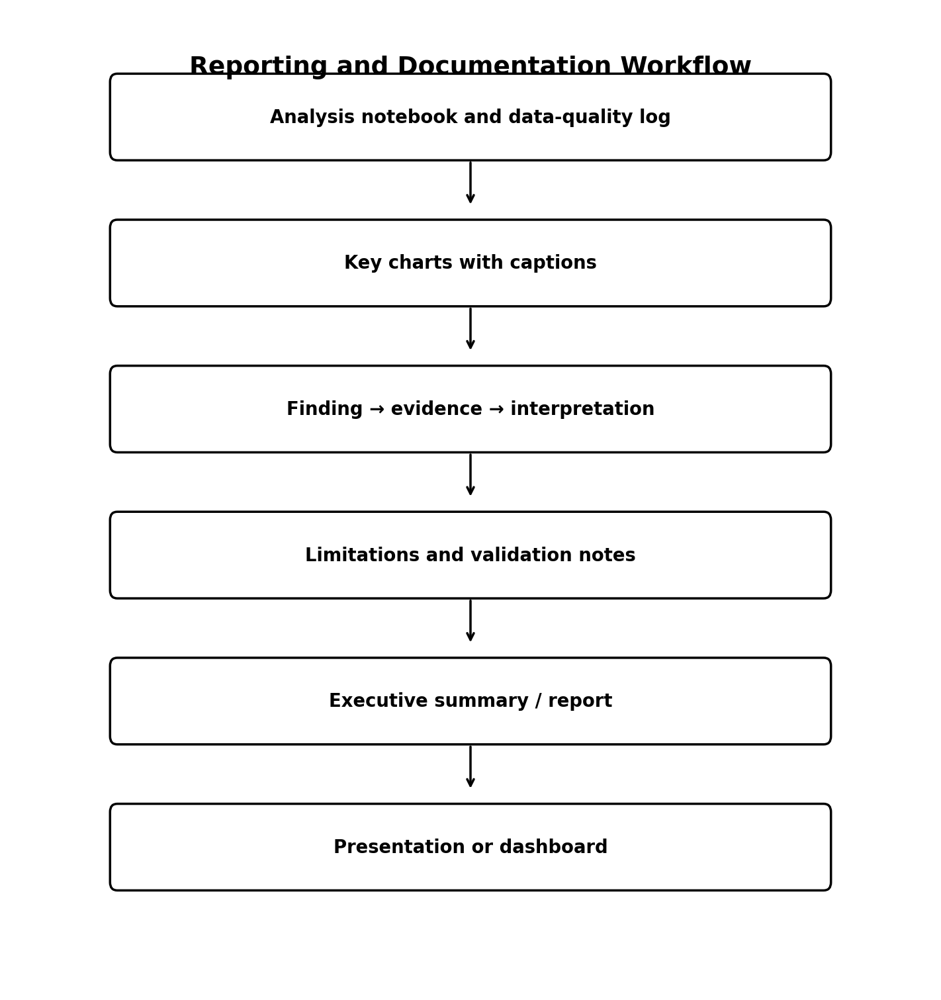 Reporting and Documentation Workflow
Analysis notebook and data-quality log
Key charts with captions
Finding → evidence → interpretation
Limitations and validation notes
Executive summary / report
Presentation or dashboard